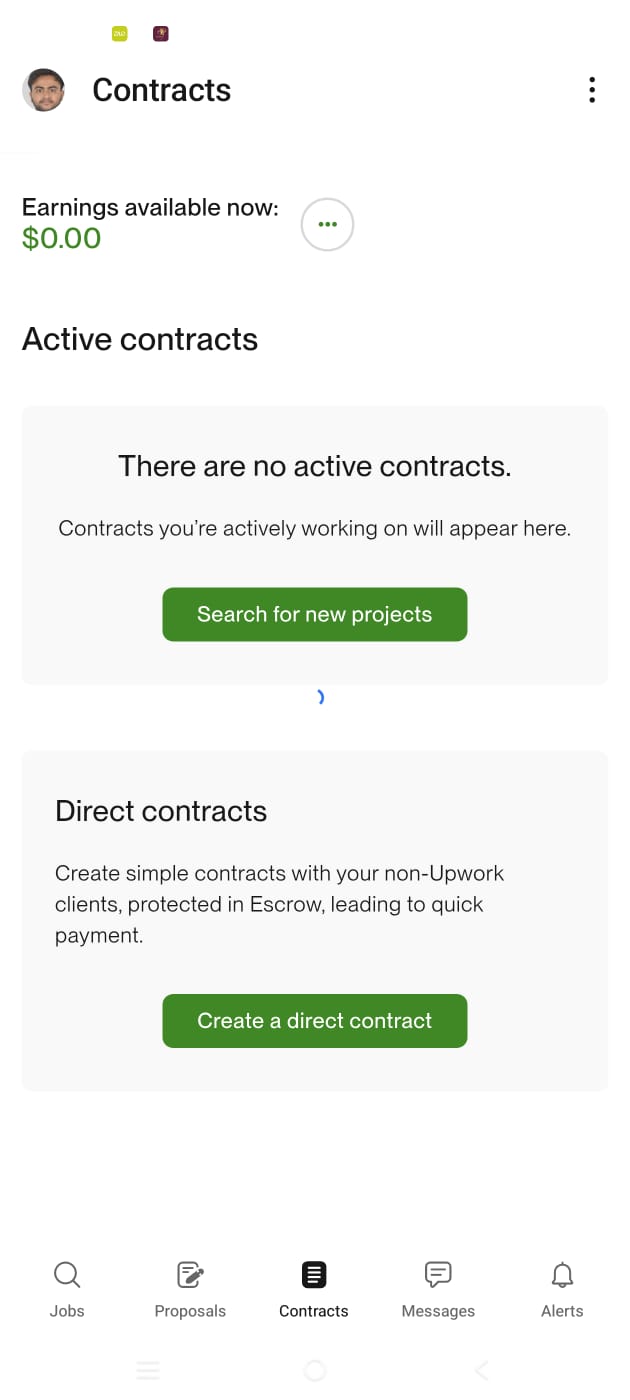 Contracts
Earnings available now:
$0.00
Active contracts
There are no active contracts.
Contracts you’re actively working on will appear here.
Search for new projects
Direct contracts
Create simple contracts with your non-Upwork
clients, protected in Escrow, leading to quick
payment.
Create a direct contract
Jobs
Proposals
Contracts
Messages
Alerts